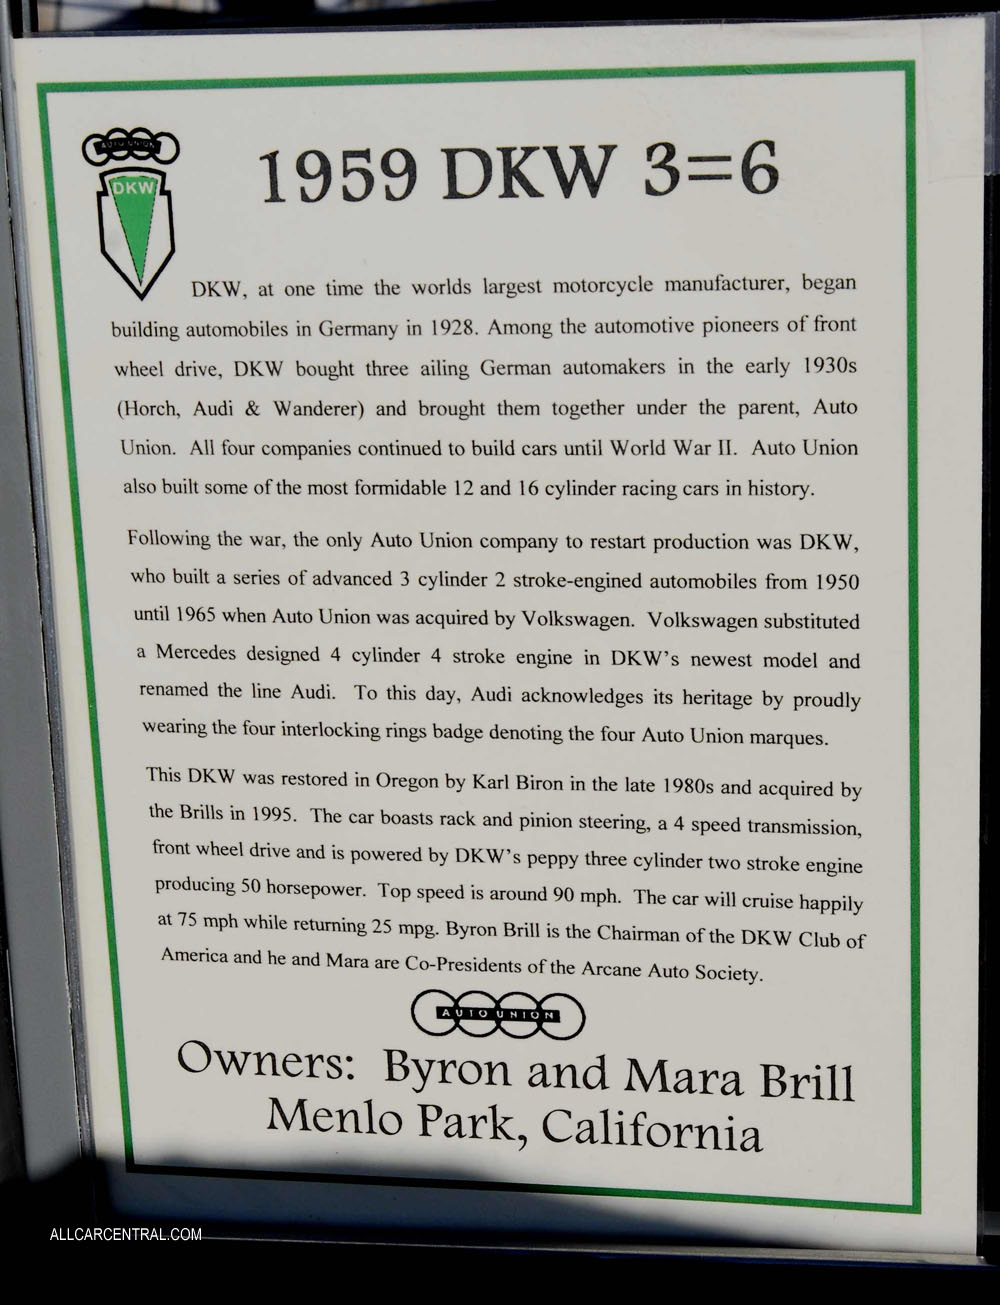 AUTO UNION
DKW
1959 DKW 3=6
DKW, at one time the worlds largest motorcycle manufacturer, began
building automobiles in Germany in 1928. Among the automotive pioneers of front
wheel drive, DKW bought three ailing German automakers in the early 1930s
(Horch, Audi & Wanderer) and brought them together under the parent, Auto
Union. All four companies continued to build cars until World War II. Auto Union
also built some of the most formidable 12 and 16 cylinder racing cars in history.
Following the war, the only Auto Union company to restart production was DKW,
who built a series of advanced 3 cylinder 2 stroke-engined automobiles from 1950
until 1965 when Auto Union was acquired by Volkswagen. Volkswagen substituted
a Mercedes designed 4 cylinder 4 stroke engine in DKW's newest model and
renamed the line Audi. To this day, Audi acknowledges its heritage by proudly
wearing the four interlocking rings badge denoting the four Auto Union marques.
This DKW was restored in Oregon by Karl Biron in the late 1980s and acquired by
the Brills in 1995. The car boasts rack and pinion steering, a 4 speed transmission,
front wheel drive and is powered by DKW's peppy three cylinder two stroke engine
producing 50 horsepower. Top speed is around 90 mph. The car will cruise happily
at 75 mph while returning 25 mpg. Byron Brill is the Chairman of the DKW Club of
America and he and Mara are Co-Presidents of the Arcane Auto Society.
AUTO UNION
Owners: Byron and Mara Brill
Menlo Park, California
ALLCARCENTRAL.COM